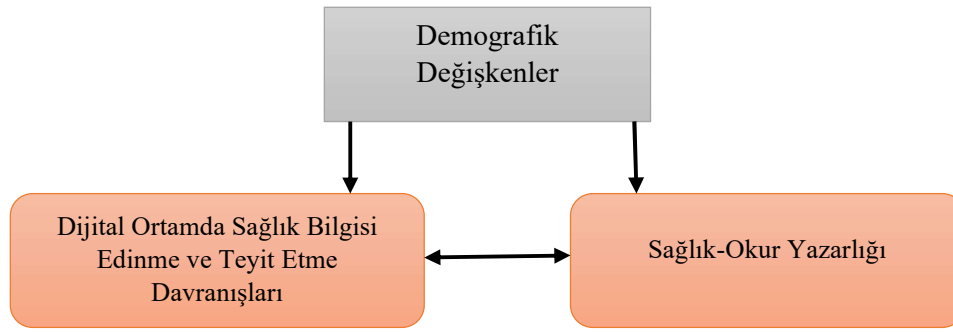 Demografik
Değişkenler
Dijital Ortamda Sağlık Bilgisi
Edinme ve Teyit Etme
Davranışları
Sağlık-Okur Yazarlığı